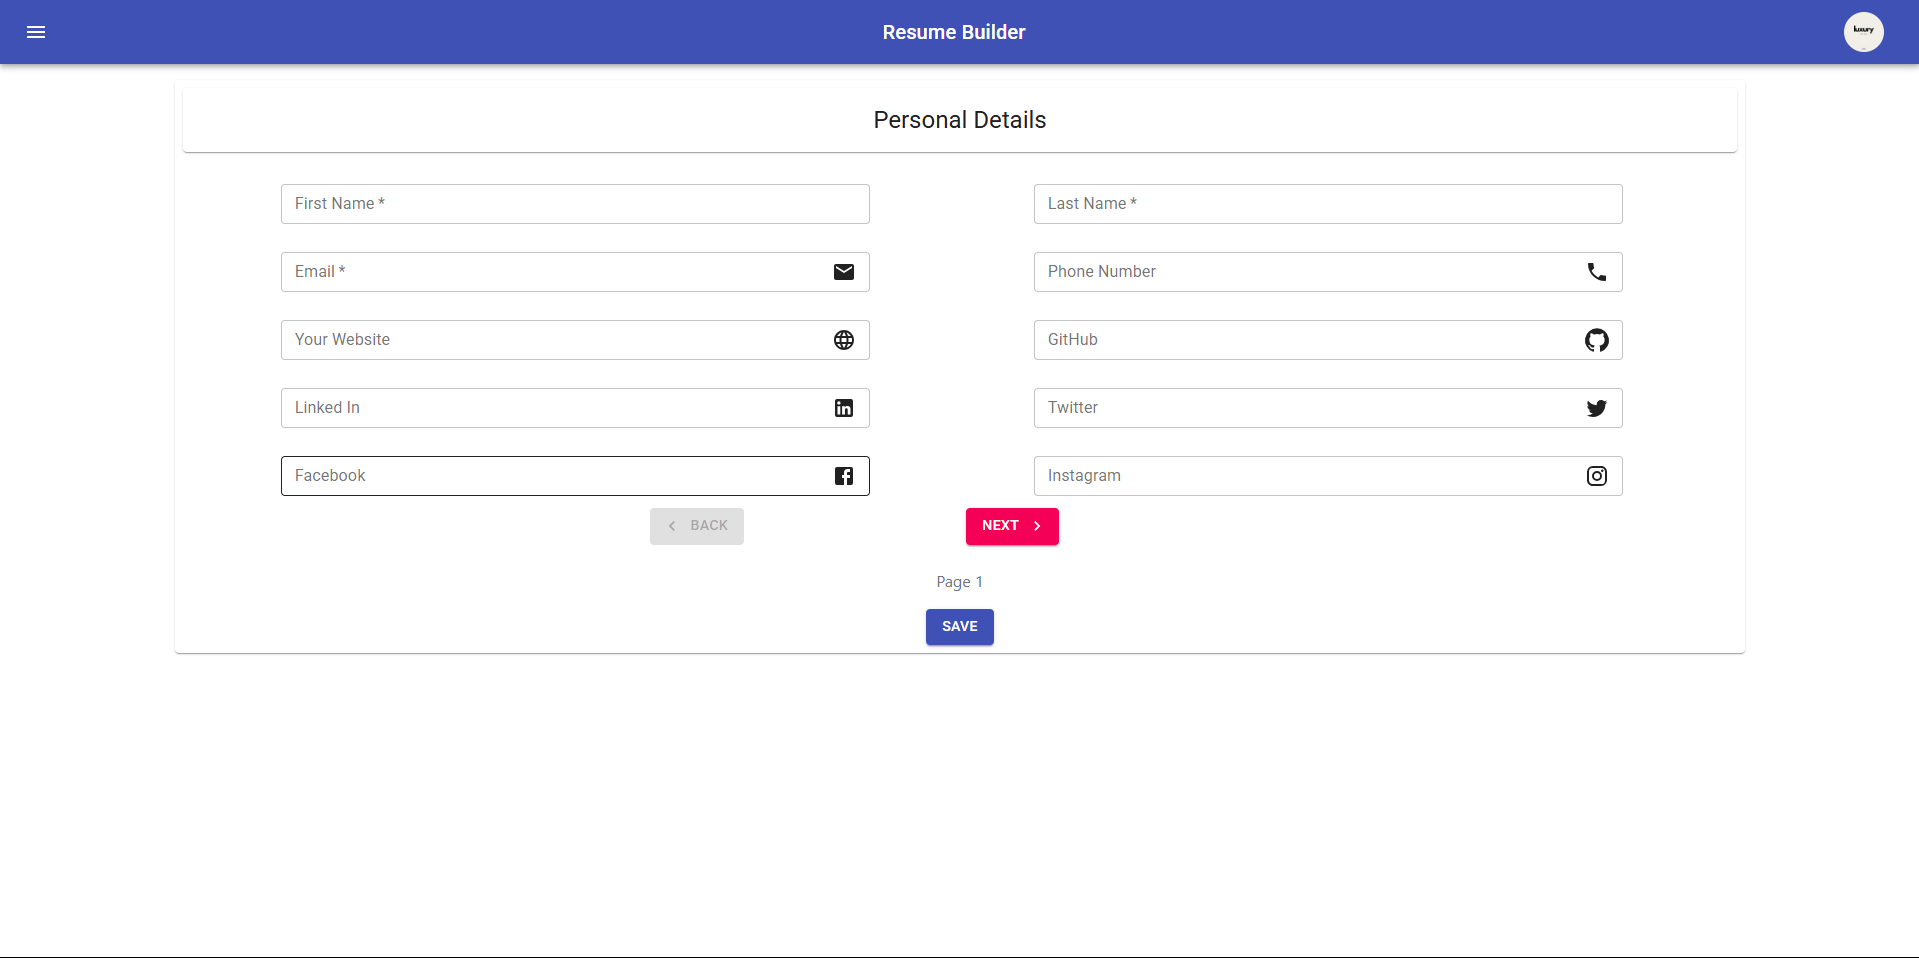 Resume Builder
luxury
Personal Details
First Name *
Last Name *
Email *
Phone Number
Your Website
GitHub
Linked In
Twitter
Facebook
Instagram
BACK
NEXT
Page 1
SAVE